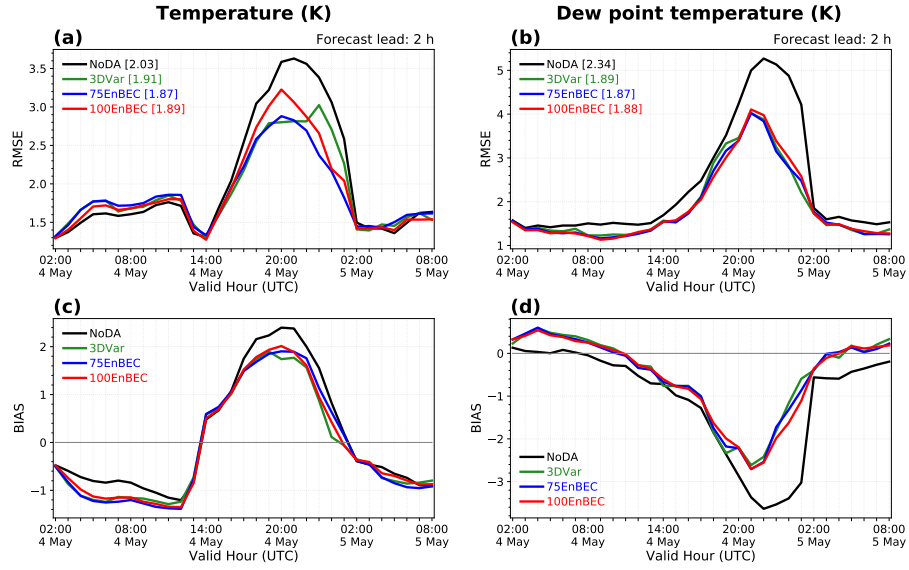 Temperature (K)
Dew point temperature (K)
(a)
Forecast lead: 2 h
NoDA [2.03]
3DVar [1.91]
75EnBEC [1.87]
100EnBEC [1.89]
RMSE
3.5
3.0
2.5
2.0
1.5
02:00 08:00 14:00 20:00 02:00 08:00
4 May 4 May 4 May 4 May 5 May 5 May
Valid Hour (UTC)
(b)
Forecast lead: 2 h
NoDA [2.34]
3DVar [1.89]
75EnBEC [1.87]
100EnBEC [1.88]
RMSE
5
4
3
2
1
02:00 08:00 14:00 20:00 02:00 08:00
4 May 4 May 4 May 4 May 5 May 5 May
Valid Hour (UTC)
(c)
NoDA
3DVar
75EnBEC
100EnBEC
BIAS
2
1
0
−1
02:00 08:00 14:00 20:00 02:00 08:00
4 May 4 May 4 May 4 May 5 May 5 May
Valid Hour (UTC)
(d)
NoDA
3DVar
75EnBEC
100EnBEC
BIAS
0
−1
−2
−3
02:00 08:00 14:00 20:00 02:00 08:00
4 May 4 May 4 May 4 May 5 May 5 May
Valid Hour (UTC)